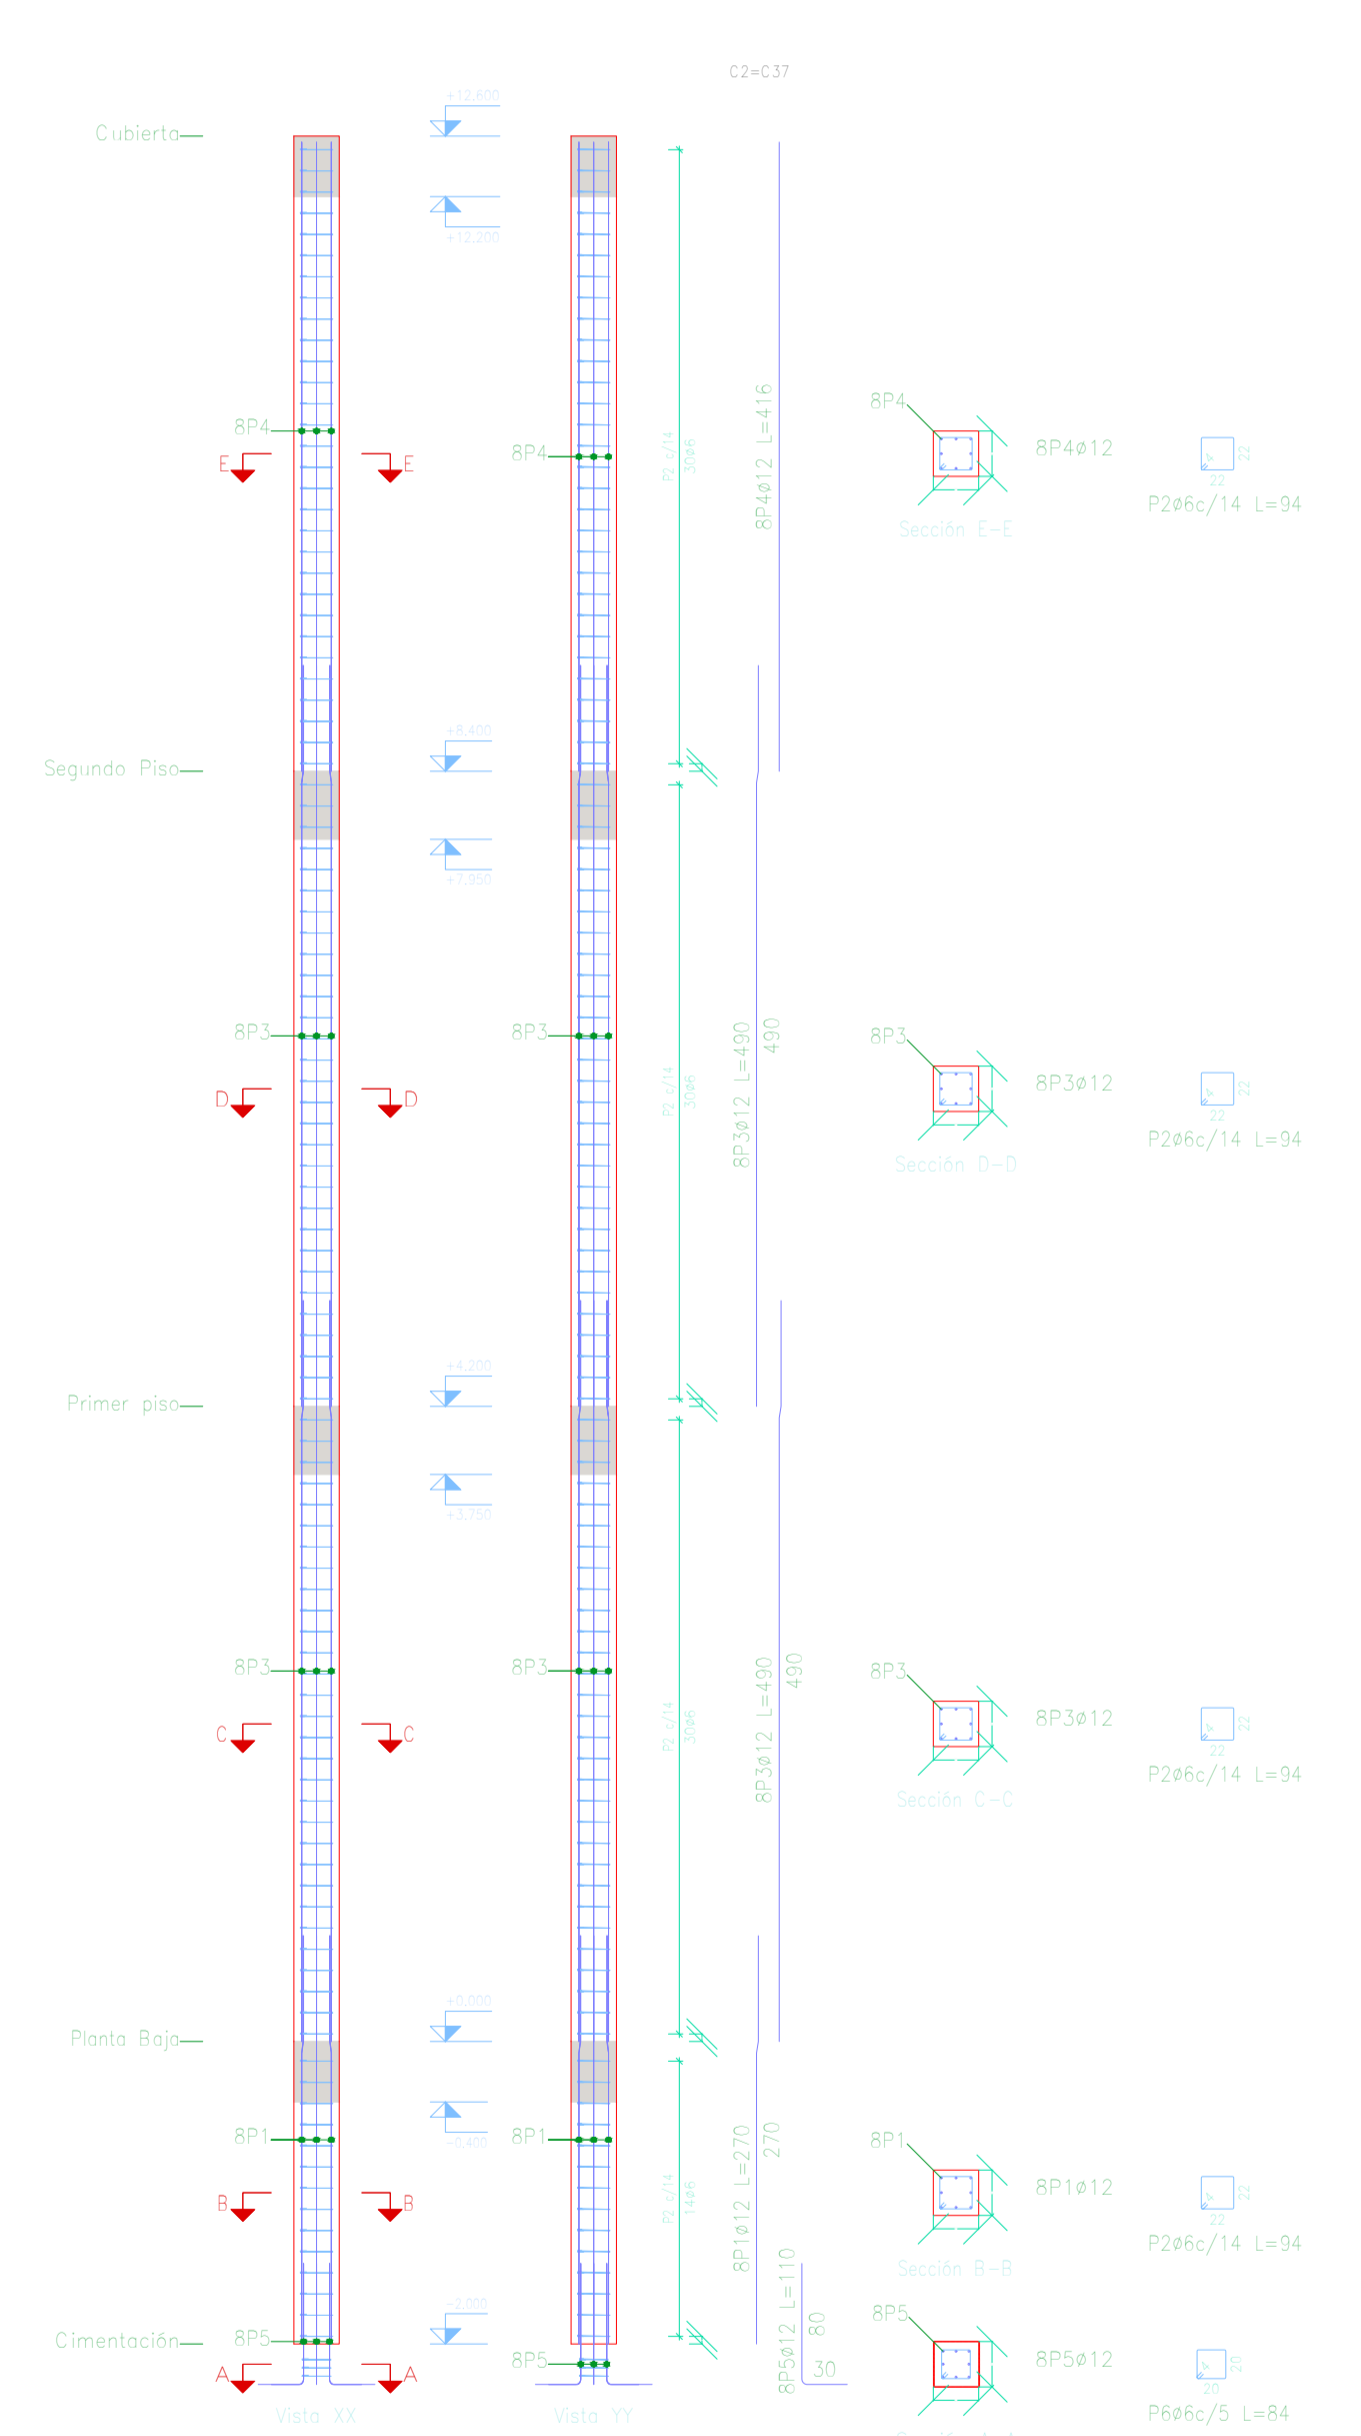 C2=C37
+12.600
Cubierta
+12.200
8P4
8P4
E
E
P2 c/14
30ø6
8P4ø12 L=416
8P4
8P4ø12
22
22
P2ø6c/14 L=94
Sección E-E
+8.400
Segundo Piso
+7.950
8P3
8P3
D
D
P2 c/14
30ø6
8P3ø12 L=490
490
8P3
8P3ø12
22
22
P2ø6c/14 L=94
Sección D-D
+4.200
Primer piso
+3.750
8P3
8P3
C
C
P2 c/14
30ø6
8P3ø12 L=490
490
8P3
8P3ø12
22
22
P2ø6c/14 L=94
Sección C-C
+0.000
Planta Baja
-0.400
8P1
8P1
B
B
P2 c/14
14ø6
8P1ø12 L=270
270
8P1
8P1ø12
22
22
P2ø6c/14 L=94
Sección B-B
-2.000
Cimentación
8P5
8P5
A
A
8P5ø12 L=110
80
30
8P5
8P5ø12
20
20
P6ø6c/5 L=84
Vista XX
Vista YY